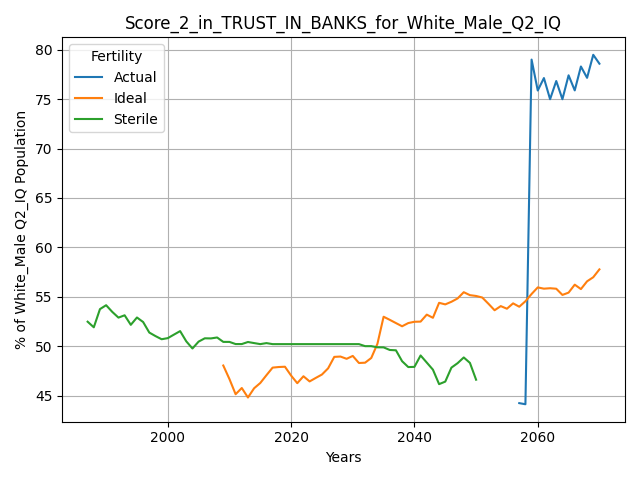 Score_2_in_TRUST_IN_BANKS_for_White_Male_Q2_IQ
Fertility
Actual
Ideal
Sterile
% of White_Male Q2_IQ Population
80
75
70
65
60
55
50
45
2000
2020
2040
2060
Years